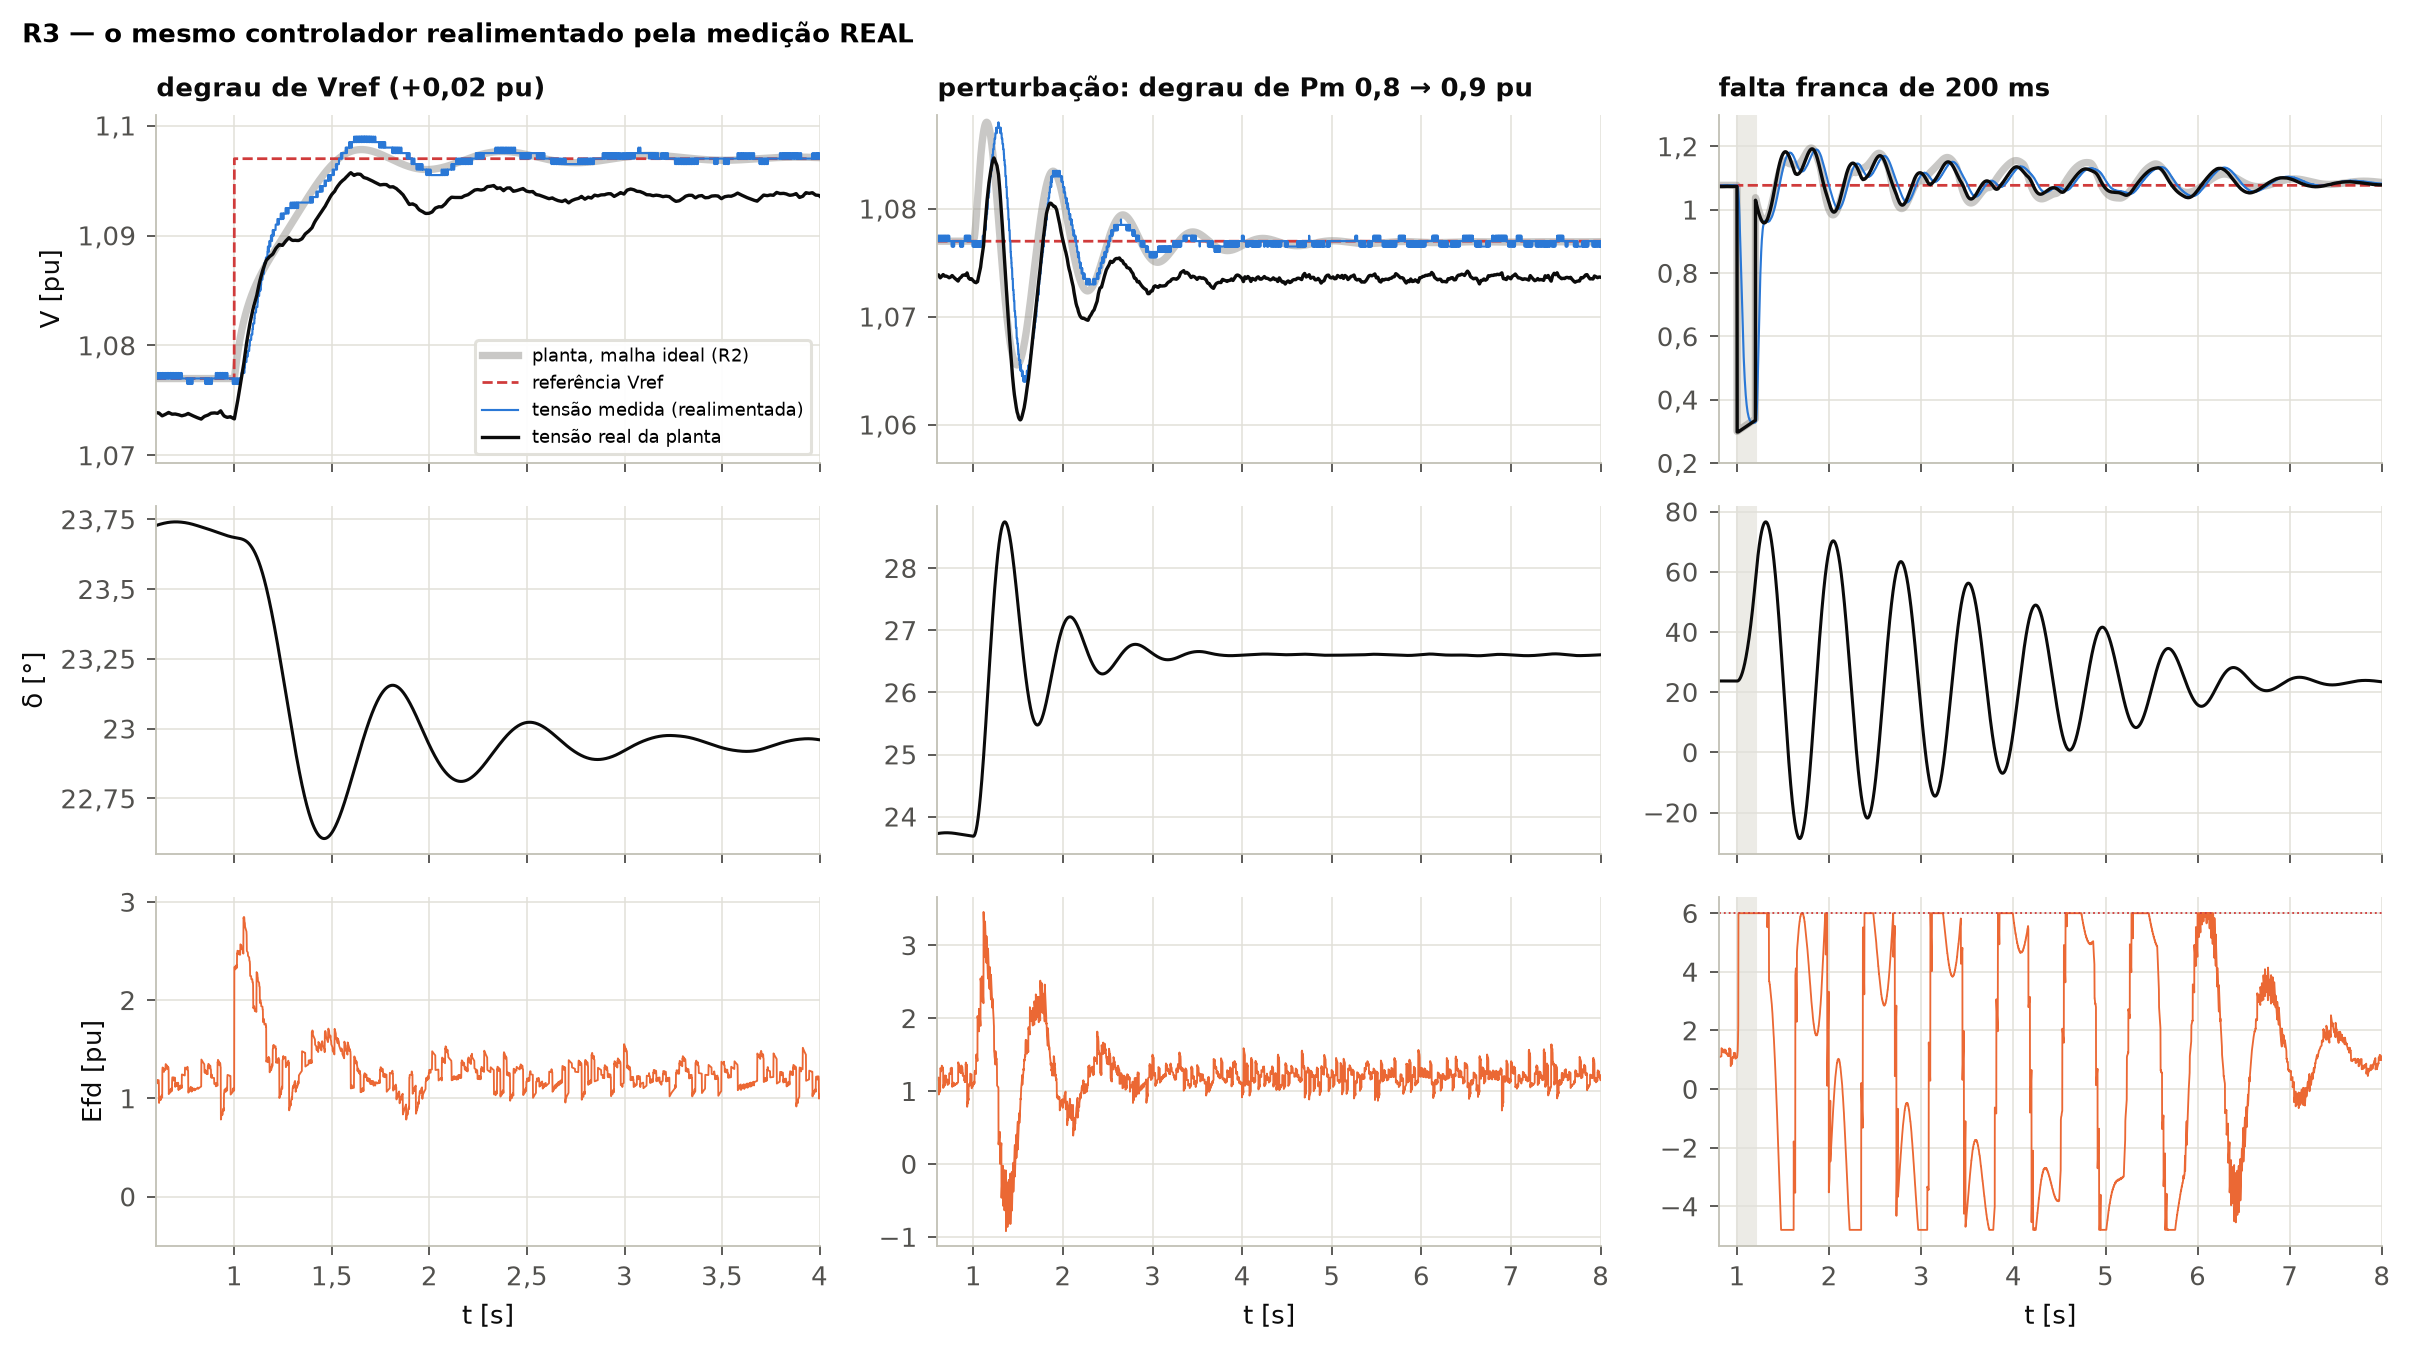 R3 — o mesmo controlador realimentado pela medição REAL
degrau de Vref (+0,02 pu)
perturbação: degrau de Pm 0,8 → 0,9 pu
falta franca de 200 ms
V [pu]
1,1
1,09
1,08
1,07
planta, malha ideal (R2)
referência Vref
tensão medida (realimentada)
tensão real da planta
1,08
1,07
1,06
1,2
1
0,8
0,6
0,4
0,2
δ [°]
23,75
23,5
23,25
23
22,75
28
27
26
25
24
80
60
40
20
0
−20
Efd [pu]
3
2
1
0
3
2
1
0
−1
6
4
2
0
−2
−4
1 1,5 2 2,5 3 3,5 4
1 2 3 4 5 6 7 8
1 2 3 4 5 6 7 8
t [s]
t [s]
t [s]